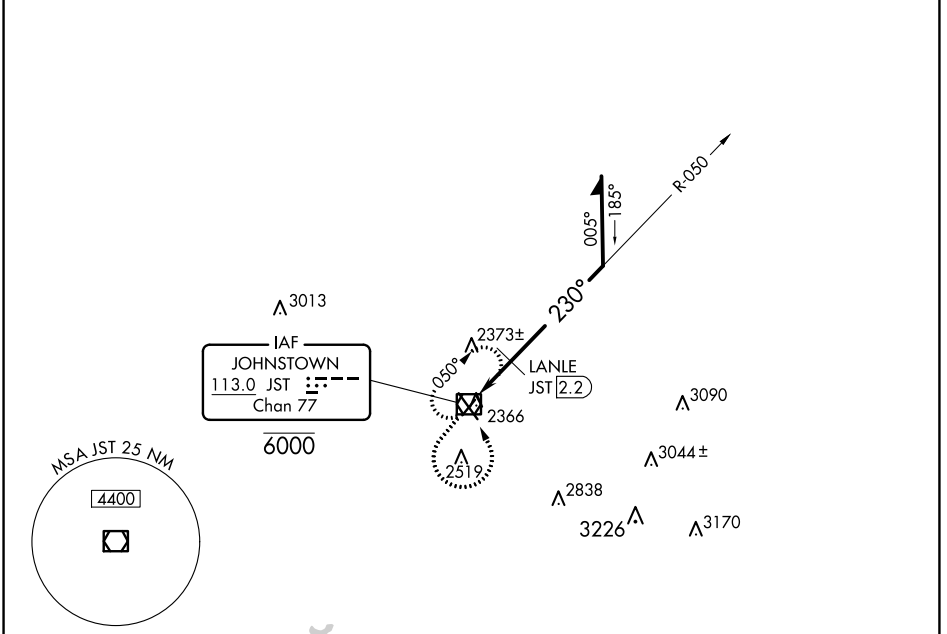 R-050
185°
005°
230°
3013
IAF
JOHNSTOWN
113.0 JST
Chan 77
6000
2373±
050°
LANLE
JST 2.2
2366
2519
3090
3044±
2838
3226
3170
MSA JST 25 NM
4400